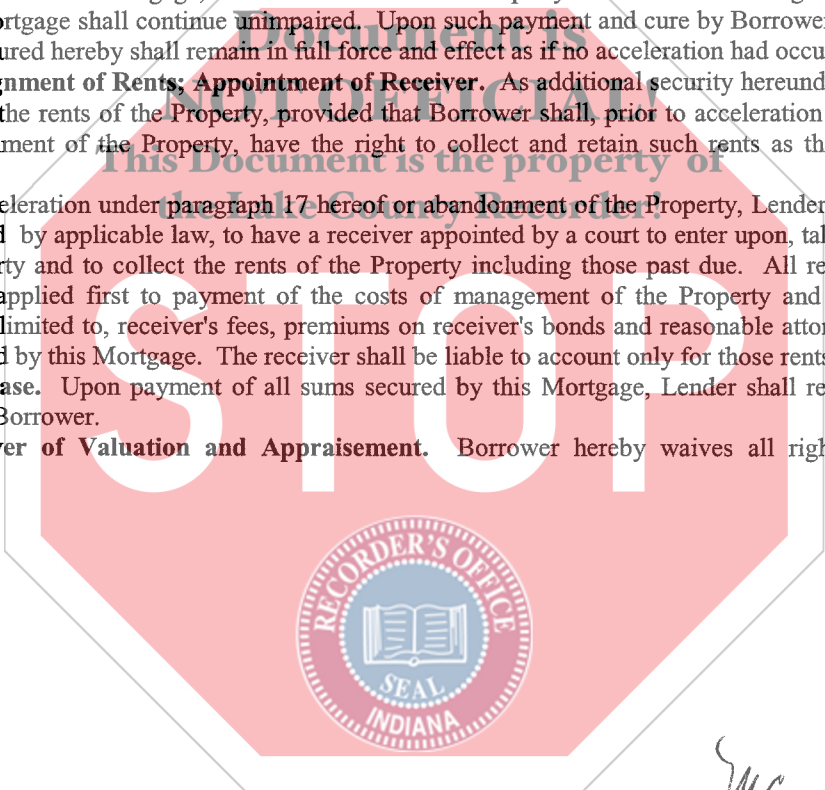 ortgage shall continue unimpaired. Upon such payment and cure by Borrower
ured hereby shall remain in full force and effect as if no acceleration had occu
gnment of Rents; Appointment of Receiver. As additional security hereund
the rents of the Property, provided that Borrower shall, prior to acceleration
ment of the Property, have the right to collect and retain such rents as th
eleration under paragraph 17 hereof or abandonment of the Property, Lender
d by applicable law, to have a receiver appointed by a court to enter upon, tak
rty and to collect the rents of the Property including those past due. All re
applied first to payment of the costs of management of the Property and
limited to, receiver's fees, premiums on receiver's bonds and reasonable attor
d by this Mortgage. The receiver shall be liable to account only for those rents
ase. Upon payment of all sums secured by this Mortgage, Lender shall re
Borrower.
er of Valuation and Appraisement. Borrower hereby waives all righ
Document is
NOT OFFICIAL!
This Document is the property of
the Lake County Recorder!
STOP
RECORDER'S OFFICE
SEAL
INDIANA